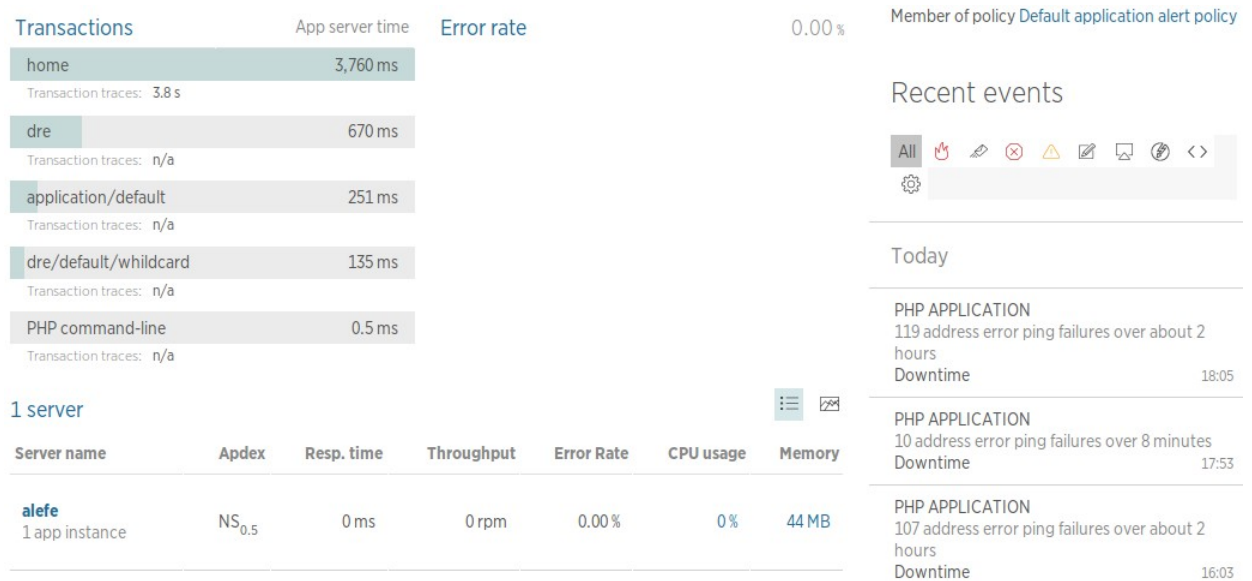 Transactions App server time
home 3,760 ms
Transaction traces: 3.8 s
dre 670 ms
Transaction traces: n/a
application/default 251 ms
Transaction traces: n/a
dre/default/whildcard 135 ms
Transaction traces: n/a
PHP command-line 0.5 ms
Transaction traces: n/a
Error rate 0.00 %
1 server
Server name Apdex Resp. time Throughput Error Rate CPU usage Memory
alefe NS0.5 0 ms 0 rpm 0.00 % 0 % 44 MB
1 app instance
Member of policy Default application alert policy
Recent events
All
Today
PHP APPLICATION
119 address error ping failures over about 2
hours
Downtime 18:05
PHP APPLICATION
10 address error ping failures over 8 minutes
Downtime 17:53
PHP APPLICATION
107 address error ping failures over about 2
hours
Downtime 16:03